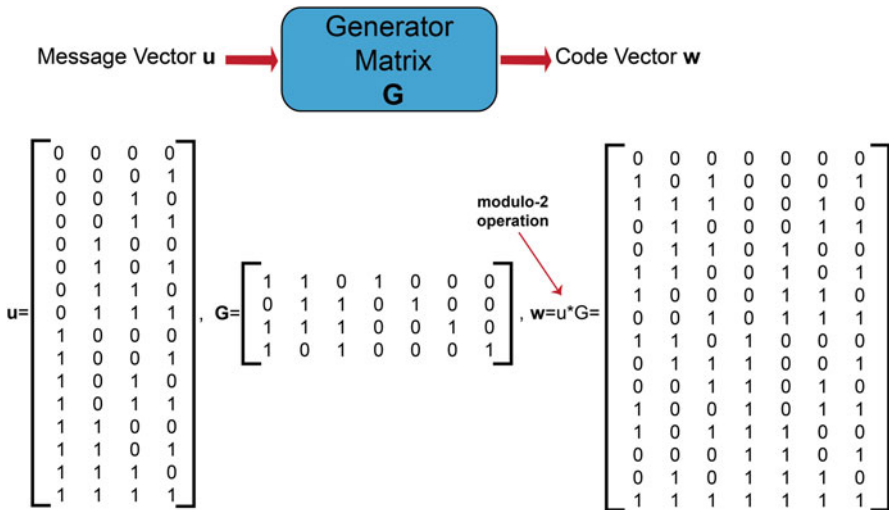 Message Vector u
Generator
Matrix
G
Code Vector w
u=
0 0 0 0
0 0 0 1
0 0 1 0
0 0 1 1
0 1 0 0
0 1 0 1
0 1 1 0
0 1 1 1
1 0 0 0
1 0 0 1
1 0 1 0
1 0 1 1
1 1 0 0
1 1 0 1
1 1 1 0
1 1 1 1
, G=
1 1 0 1 0 0 0
0 1 1 0 1 0 0
1 1 1 0 0 1 0
1 0 1 0 0 0 1
modulo-2
operation
, w=u*G=
0 0 0 0 0 0 0
1 0 1 0 0 0 1
1 1 1 0 0 1 0
0 1 0 0 0 1 1
0 1 1 0 1 0 0
1 1 0 0 1 0 1
1 0 0 0 1 1 0
0 0 1 0 1 1 1
1 1 0 1 0 0 0
0 1 1 1 0 0 1
0 0 1 1 0 1 0
1 0 0 1 0 1 1
1 0 1 1 1 0 0
0 0 0 1 1 0 1
0 1 0 1 1 1 0
1 1 1 1 1 1 1